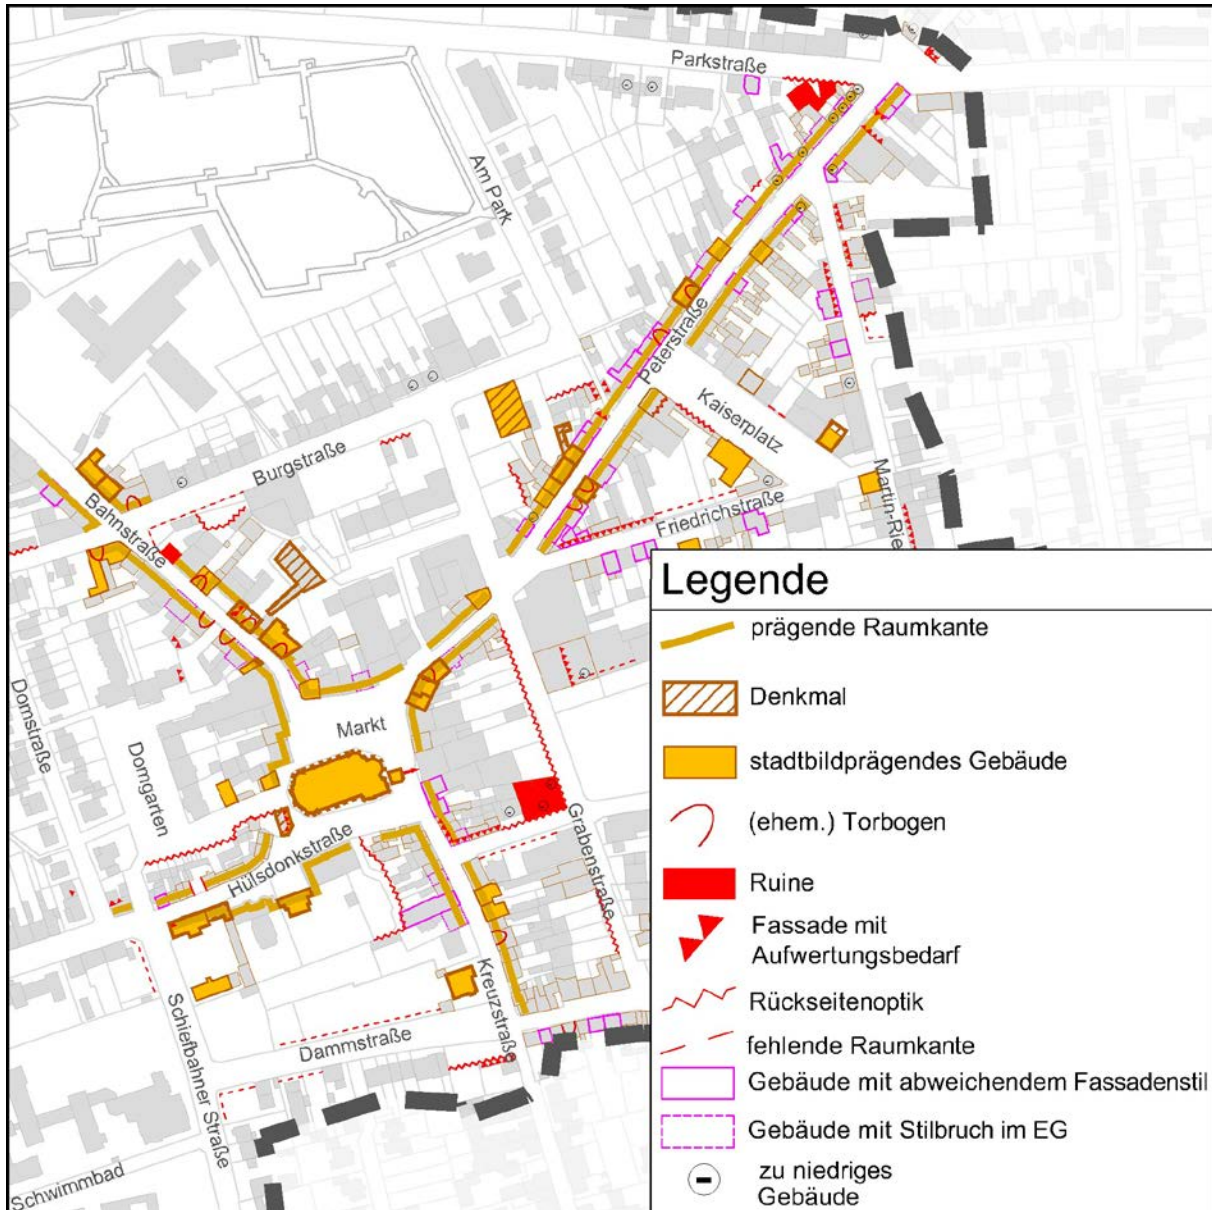 Parkstraße
Am Park
Peterstraße
Kaiserplatz
Burgstraße
Bahnstraße
Friedrichstraße
Martin-Rie
Markt
Dornstraße
Domgarten
Hülsdonkstraße
Grabenstraße
Kreuzstraße
Schiefbahner Straße
Dammstraße
Schwimmbad
Legende
prägende Raumkante
Denkmal
stadtbildprägendes Gebäude
(ehem.) Torbogen
Ruine
Fassade mit
Aufwertungsbedarf
Rückseitenoptik
fehlende Raumkante
Gebäude mit abweichendem Fassadenstil
Gebäude mit Stilbruch im EG
zu niedriges
Gebäude